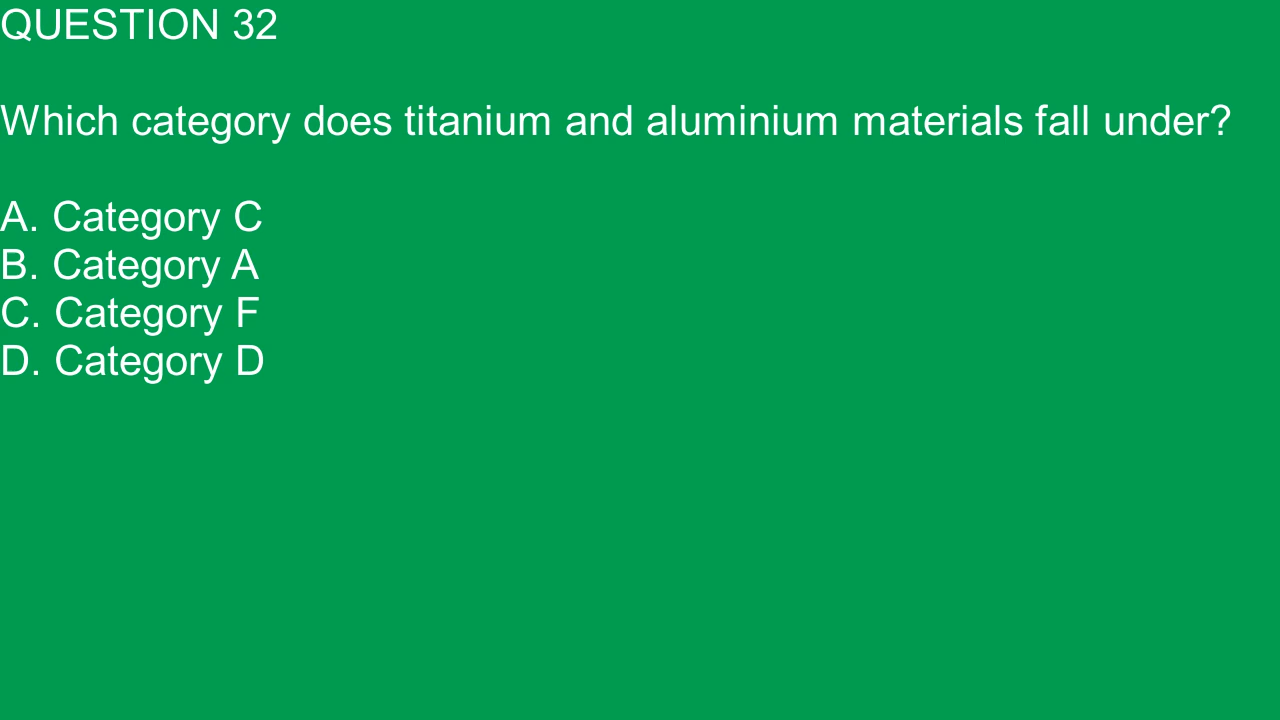 QUESTION 32
Which category does titanium and aluminium materials fall under?
A. Category C
B. Category A
C. Category F
D. Category D